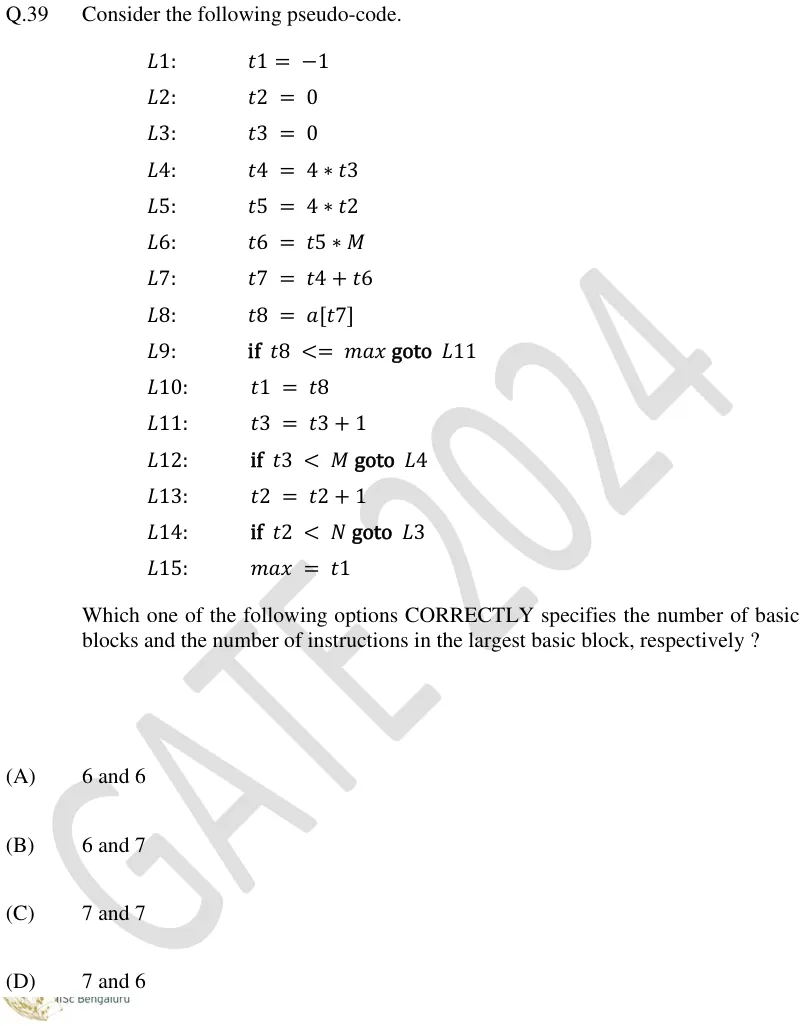 Q.39 Consider the following pseudo-code.
L1: t1 = −1
L2: t2 = 0
L3: t3 = 0
L4: t4 = 4 ∗ t3
L5: t5 = 4 ∗ t2
L6: t6 = t5 ∗ M
L7: t7 = t4 + t6
L8: t8 = a[t7]
L9: if t8 <= max goto L11
L10: t1 = t8
L11: t3 = t3 + 1
L12: if t3 < M goto L4
L13: t2 = t2 + 1
L14: if t2 < N goto L3
L15: max = t1
Which one of the following options CORRECTLY specifies the number of basic
blocks and the number of instructions in the largest basic block, respectively ?
(A) 6 and 6
(B) 6 and 7
(C) 7 and 7
(D) 7 and 6
IISc Bengaluru
GATE 2024